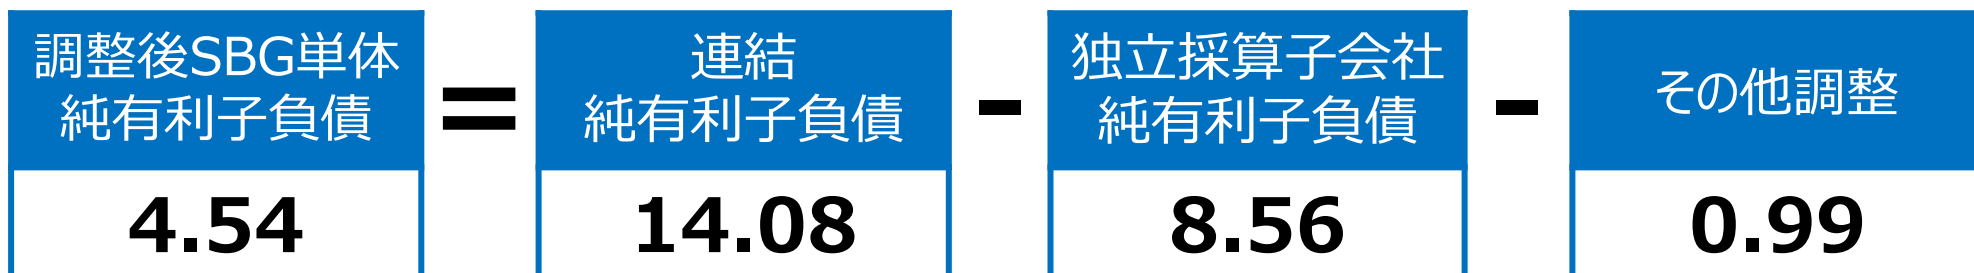 調整後SBG単体
純有利子負債
=
連結
純有利子負債
-
独立採算子会社
純有利子負債
-
その他調整
4.54
14.08
8.56
0.99